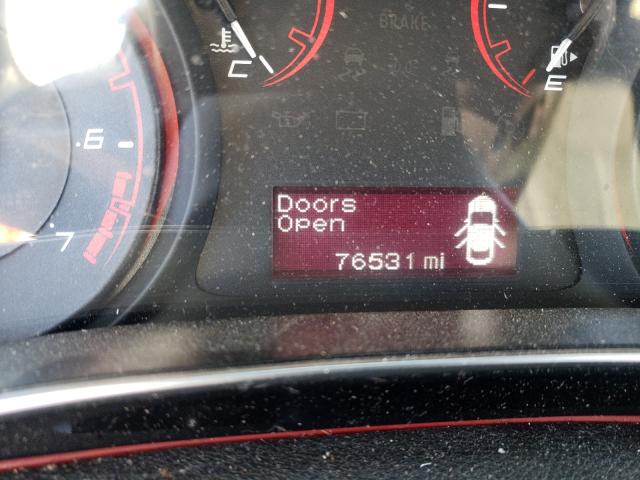 BRAKE
C
E
6
7
Doors
Open
76531 mi